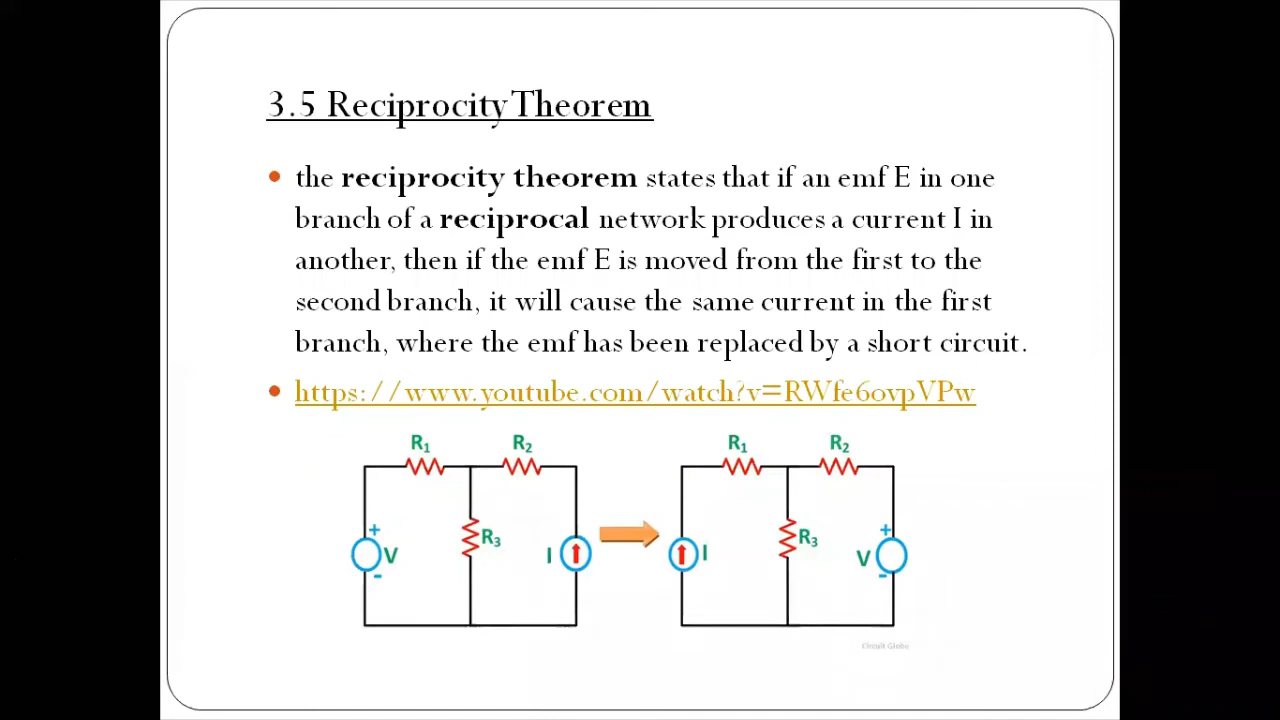 3.5 Reciprocity Theorem
• the reciprocity theorem states that if an emf E in one
branch of a reciprocal network produces a current I in
another, then if the emf E is moved from the first to the
second branch, it will cause the same current in the first
branch, where the emf has been replaced by a short circuit.
• https://www.youtube.com/watch?v=RWfe6ovpVPw
R₁ R₂ R₁ R₂
+ R₃ R₃ +
V I I V
- -
Circuit Globe